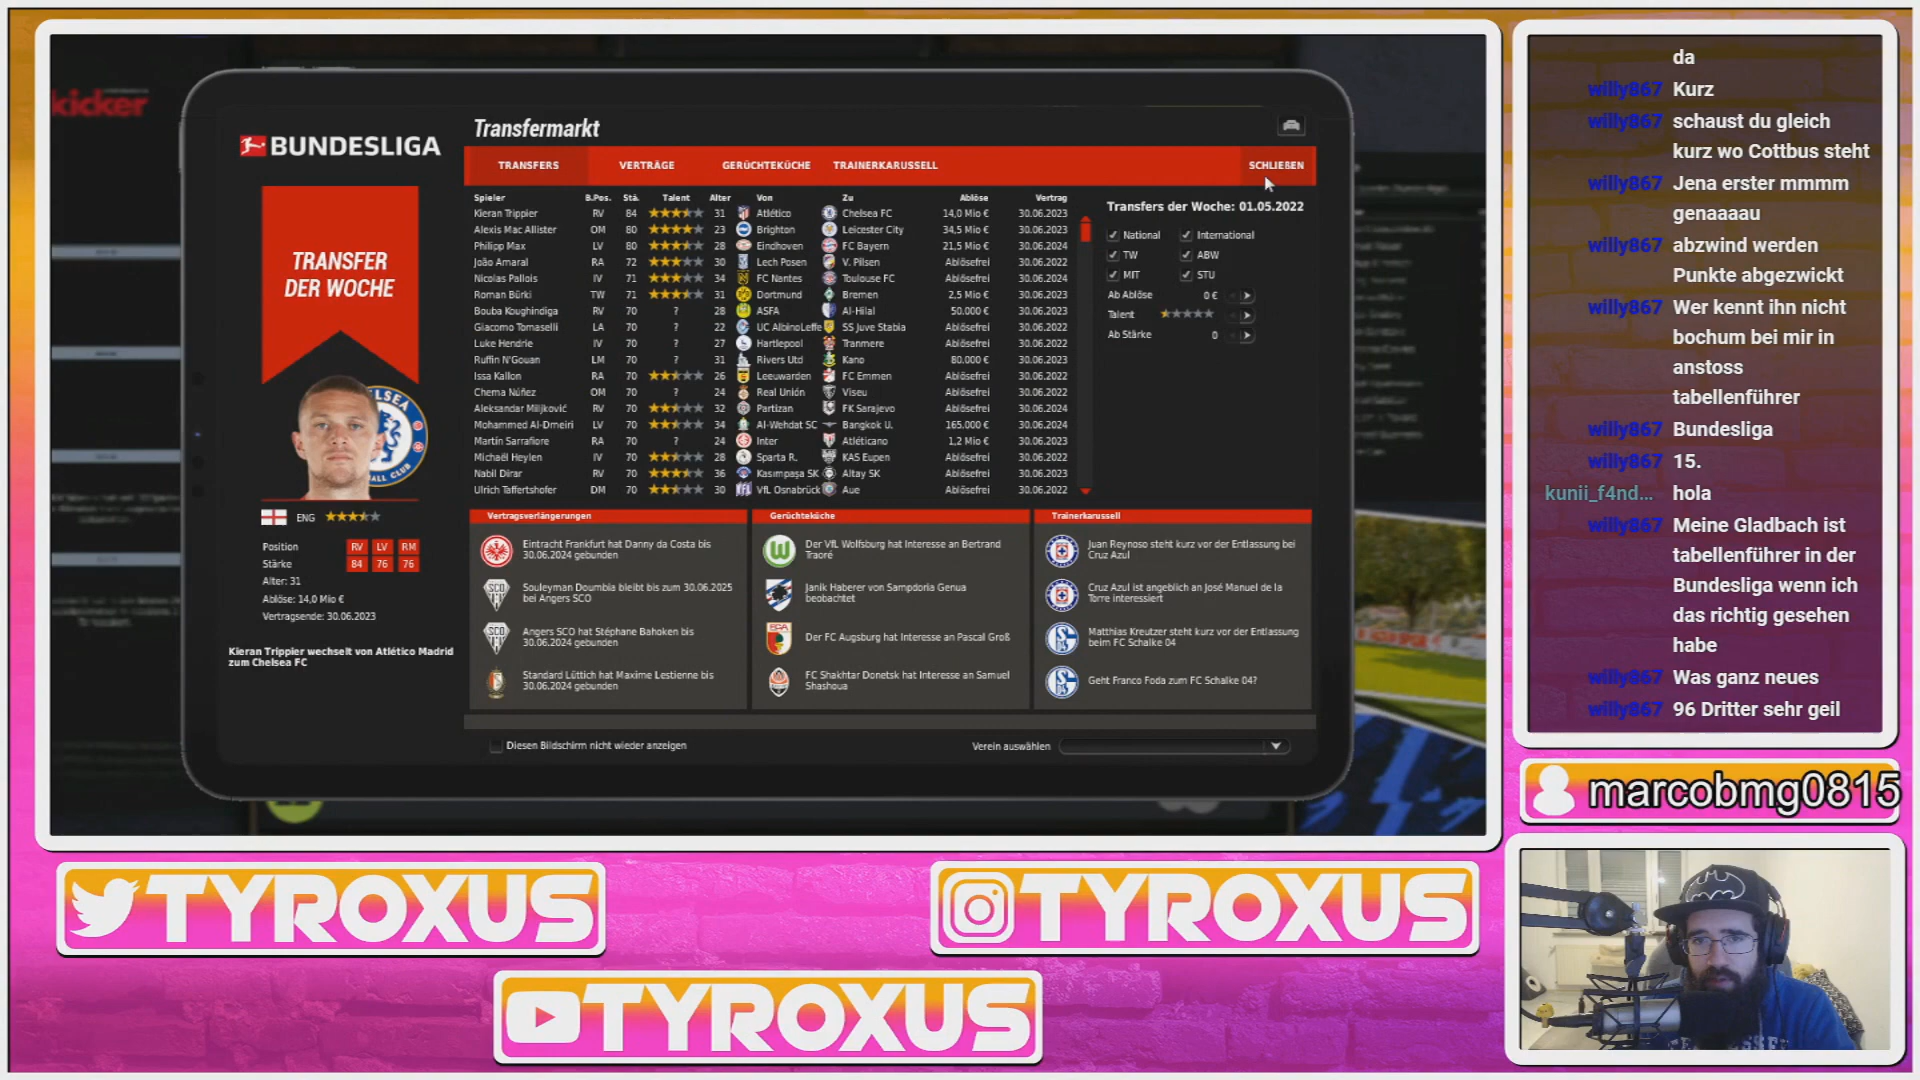 kicker
BUNDESLIGA
TRANSFER
DER WOCHE
ENG
Position RV LV RM
Stärke 84 76 76
Alter: 31
Ablöse: 14,0 Mio €
Vertragsende: 30.06.2023
Kieran Trippier wechselt von Atlético Madrid
zum Chelsea FC
Transfermarkt
TRANSFERS VERTRÄGE GERÜCHTEKÜCHE TRAINERKARUSSELL SCHLIEßEN
Spieler B.Pos. Stä. Talent Alter Von Zu Ablöse Vertrag
Kieran Trippier RV 84 31 Atlético Chelsea FC 14,0 Mio € 30.06.2023
Alexis Mac Allister OM 80 23 Brighton Leicester City 34,5 Mio € 30.06.2023
Philipp Max LV 80 28 Eindhoven FC Bayern 21,5 Mio € 30.06.2024
João Amaral RA 72 30 Lech Posen V. Pilsen Ablösefrei 30.06.2022
Nicolas Pallois IV 71 34 FC Nantes Toulouse FC Ablösefrei 30.06.2023
Roman Bürki TW 71 31 Dortmund Bremen 2,5 Mio € 30.06.2023
Bouba Koughindiga RV 70 ? 28 ASFA Al-Hilal 50.000 € 30.06.2023
Giacomo Tomaselli LA 70 ? 22 UC AlbinoLeffe SS Juve Stabia Ablösefrei 30.06.2022
Luke Hendrie IV 70 ? 27 Hartlepool Tranmere Ablösefrei 30.06.2022
Ruffin N'Gouan LM 70 ? 31 Rivers Utd Kano 80.000 € 30.06.2023
Issa Kallon RA 70 26 Leeuwarden FC Emmen Ablösefrei 30.06.2022
Chema Núñez OM 70 ? 24 Real Unión Viseu Ablösefrei 30.06.2022
Aleksandar Miljković RV 70 32 Partizan FK Sarajevo Ablösefrei 30.06.2024
Mohammed Al-Dmeiri LV 70 34 Al-Wehdat SC Bangkok U. 165.000 € 30.06.2024
Martin Sarrafiore RA 70 ? 24 Inter Atléticano 1,2 Mio € 30.06.2023
Michaël Heylen IV 70 28 Sparta R. KAS Eupen Ablösefrei 30.06.2023
Nabil Dirar RV 70 36 Kasımpaşa SK Altay SK Ablösefrei 30.06.2023
Ulrich Taffertshofer DM 70 30 VfL Osnabrück Aue Ablösefrei 30.06.2022
Transfers der Woche: 01.05.2022
National International
TW ABW
MIT STU
Ab Ablöse 0 €
Talent
Ab Stärke 0
Vertragsverlängerungen
Eintracht Frankfurt hat Danny da Costa bis
30.06.2024 gebunden
Souleyman Doumbia bleibt bis zum 30.06.2025
bei Angers SCO
Angers SCO hat Stéphane Bahoken bis
30.06.2024 gebunden
Standard Lüttich hat Maxime Lestienne bis
30.06.2024 gebunden
Gerüchteküche
Der VfL Wolfsburg hat Interesse an Bertrand
Traoré
Janik Haberer von Sampdoria Genua
beobachtet
Der FC Augsburg hat Interesse an Pascal Groß
FC Shakhtar Donetsk hat Interesse an Samuel
Shashoua
Trainerkarussell
Juan Reynoso steht kurz vor der Entlassung bei
Cruz Azul
Cruz Azul ist angeblich an José Manuel de la
Torre interessiert
Matthias Kreutzer steht kurz vor der Entlassung
beim FC Schalke 04
Geht Franco Foda zum FC Schalke 04?
Diesen Bildschirm nicht wieder anzeigen
Verein auswählen
da
willy867 Kurz
willy867 schaust du gleich
kurz wo Cottbus steht
willy867 Jena erster mmmm
genaaaau
willy867 abzwind werden
Punkte abgezwickt
willy867 Wer kennt ihn nicht
bochum bei mir in
anstoss
tabellenführer
willy867 Bundesliga
willy867 15.
kunii_f4nd... hola
willy867 Meine Gladbach ist
tabellenführer in der
Bundesliga wenn ich
das richtig gesehen
habe
willy867 Was ganz neues
willy867 96 Dritter sehr geil
marcobmg0815
TYROXUS
TYROXUS
TYROXUS